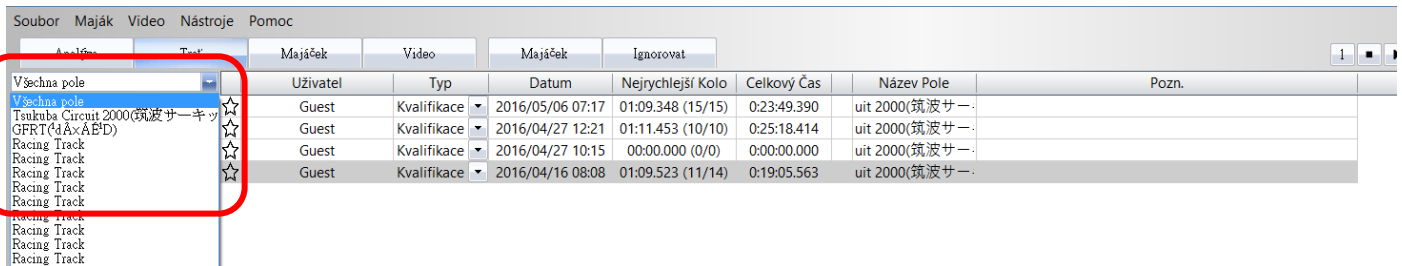 Soubor Maják Video Nástroje Pomoc
Analýza Trať Majáček Video Majáček Ignorovat 1
Všechna pole Uživatel Typ Datum Nejrychlejší Kolo Celkový Čas Název Pole Pozn.
Všechna pole
Tsukuba Circuit 2000(筑波サーキッ
Guest Kvalifikace 2016/05/06 07:17 01:09.348 (15/15) 0:23:49.390 uit 2000(筑波サー
GFRT(¹dÂ×ÁȦD)
Guest Kvalifikace 2016/04/27 12:21 01:11.453 (10/10) 0:25:18.414 uit 2000(筑波サー
Racing Track
Racing Track
Guest Kvalifikace 2016/04/27 10:15 00:00.000 (0/0) 0:00:00.000 uit 2000(筑波サー
Racing Track
Guest Kvalifikace 2016/04/16 08:08 01:09.523 (11/14) 0:19:05.563 uit 2000(筑波サー
Racing Track
Racing Track
Racing Track
Racing Track
Racing Track
Racing Track